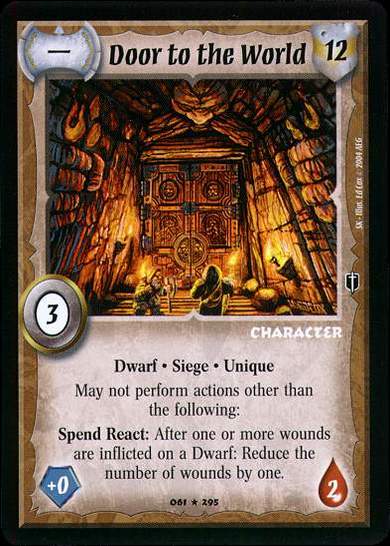 —
Door to the World
12
SK • Illus. Ed Cox © 2004 AEG
3
CHARACTER
Dwarf • Siege • Unique
May not perform actions other than
the following:
Spend React: After one or more wounds
are inflicted on a Dwarf: Reduce the
number of wounds by one.
+0
2
061 ★ 295